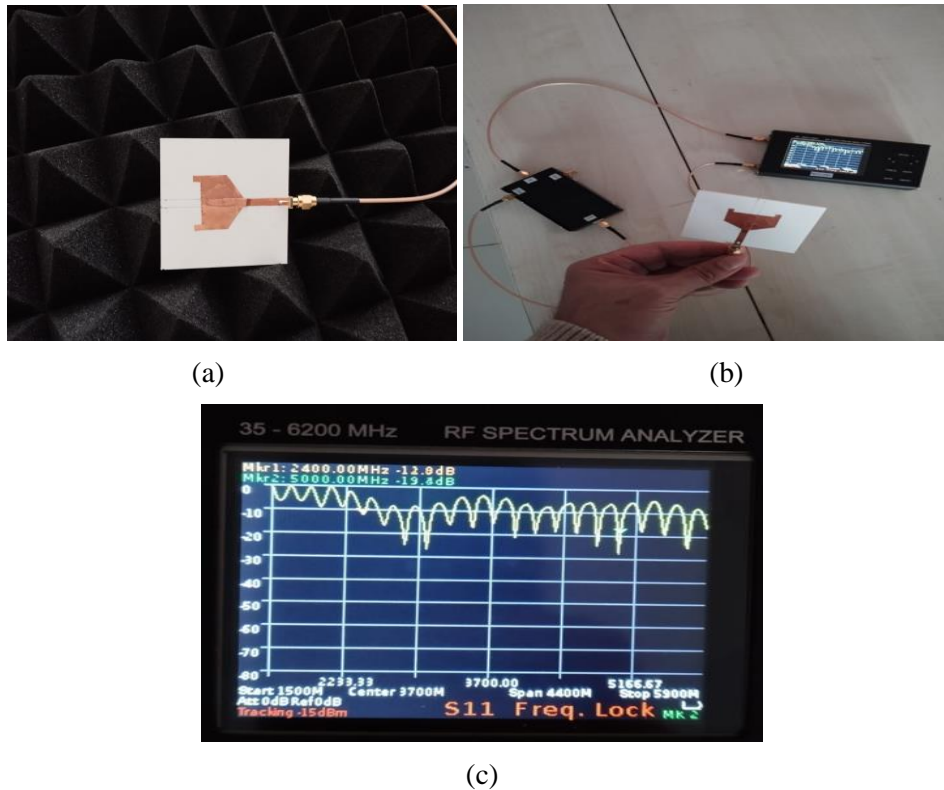 (a)
(b)
35 - 6200 MHz RF SPECTRUM ANALYZER
Mkr1: 2400.00MHz -12.8dB
Mkr2: 5000.00MHz -19.8dB
0
-10
-20
-30
-40
-50
-60
-70
-80
2233.33 3700.00 5166.67
Start 1500M Center 3700M Span 4400M Stop 5900M
Att 0dB Ref 0dB
Tracking -15dBm S11 Freq. Lock MK 2
(c)